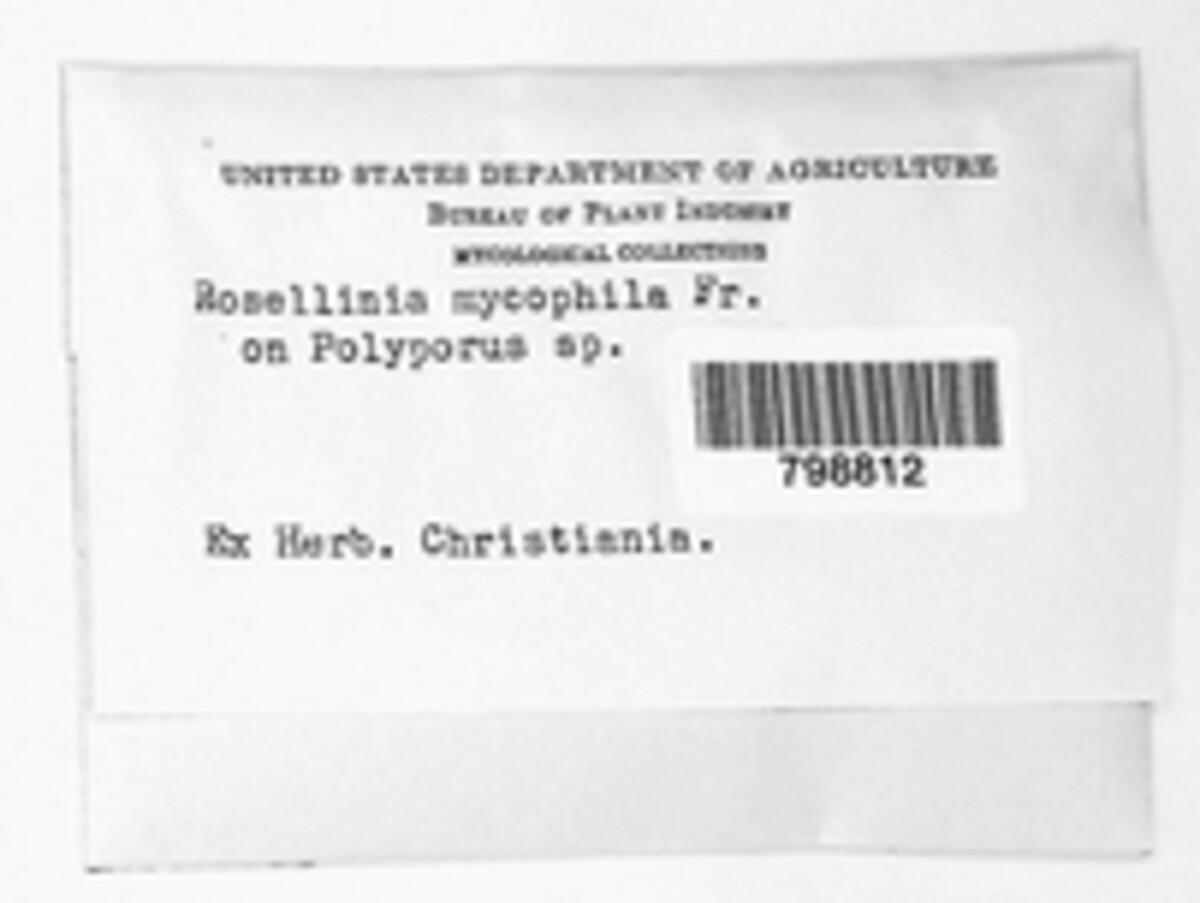 UNITED STATES DEPARTMENT OF AGRICULTURE
BUREAU OF PLANT INDUSTRY
MYCOLOGICAL COLLECTIONS
Rosellinia mycophila Fr.
on Polyporus sp.
798812
Ex Herb. Christiania.